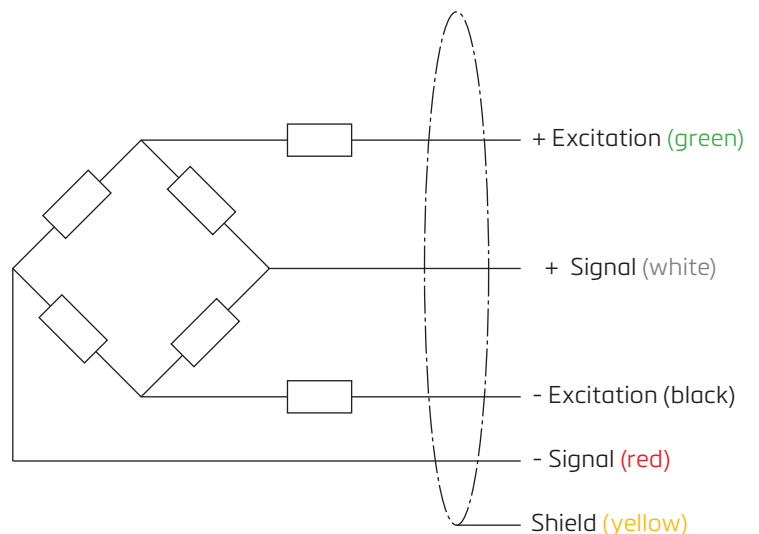 + Excitation (green)
+ Signal (white)
- Excitation (black)
- Signal (red)
Shield (yellow)